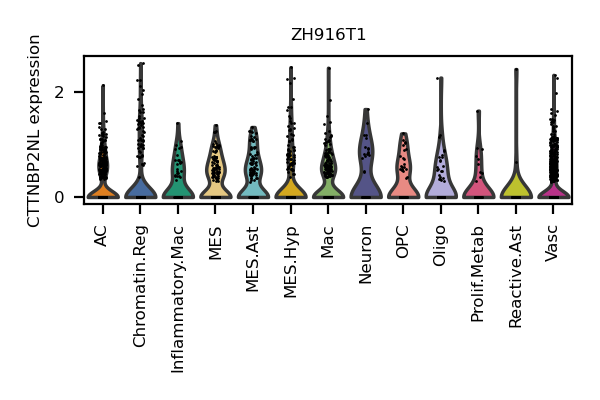 ZH916T1
CTTNBP2NL expression
2
0
AC
Chromatin.Reg
Inflammatory.Mac
MES
MES.Ast
MES.Hyp
Mac
Neuron
OPC
Oligo
Prolif.Metab
Reactive.Ast
Vasc